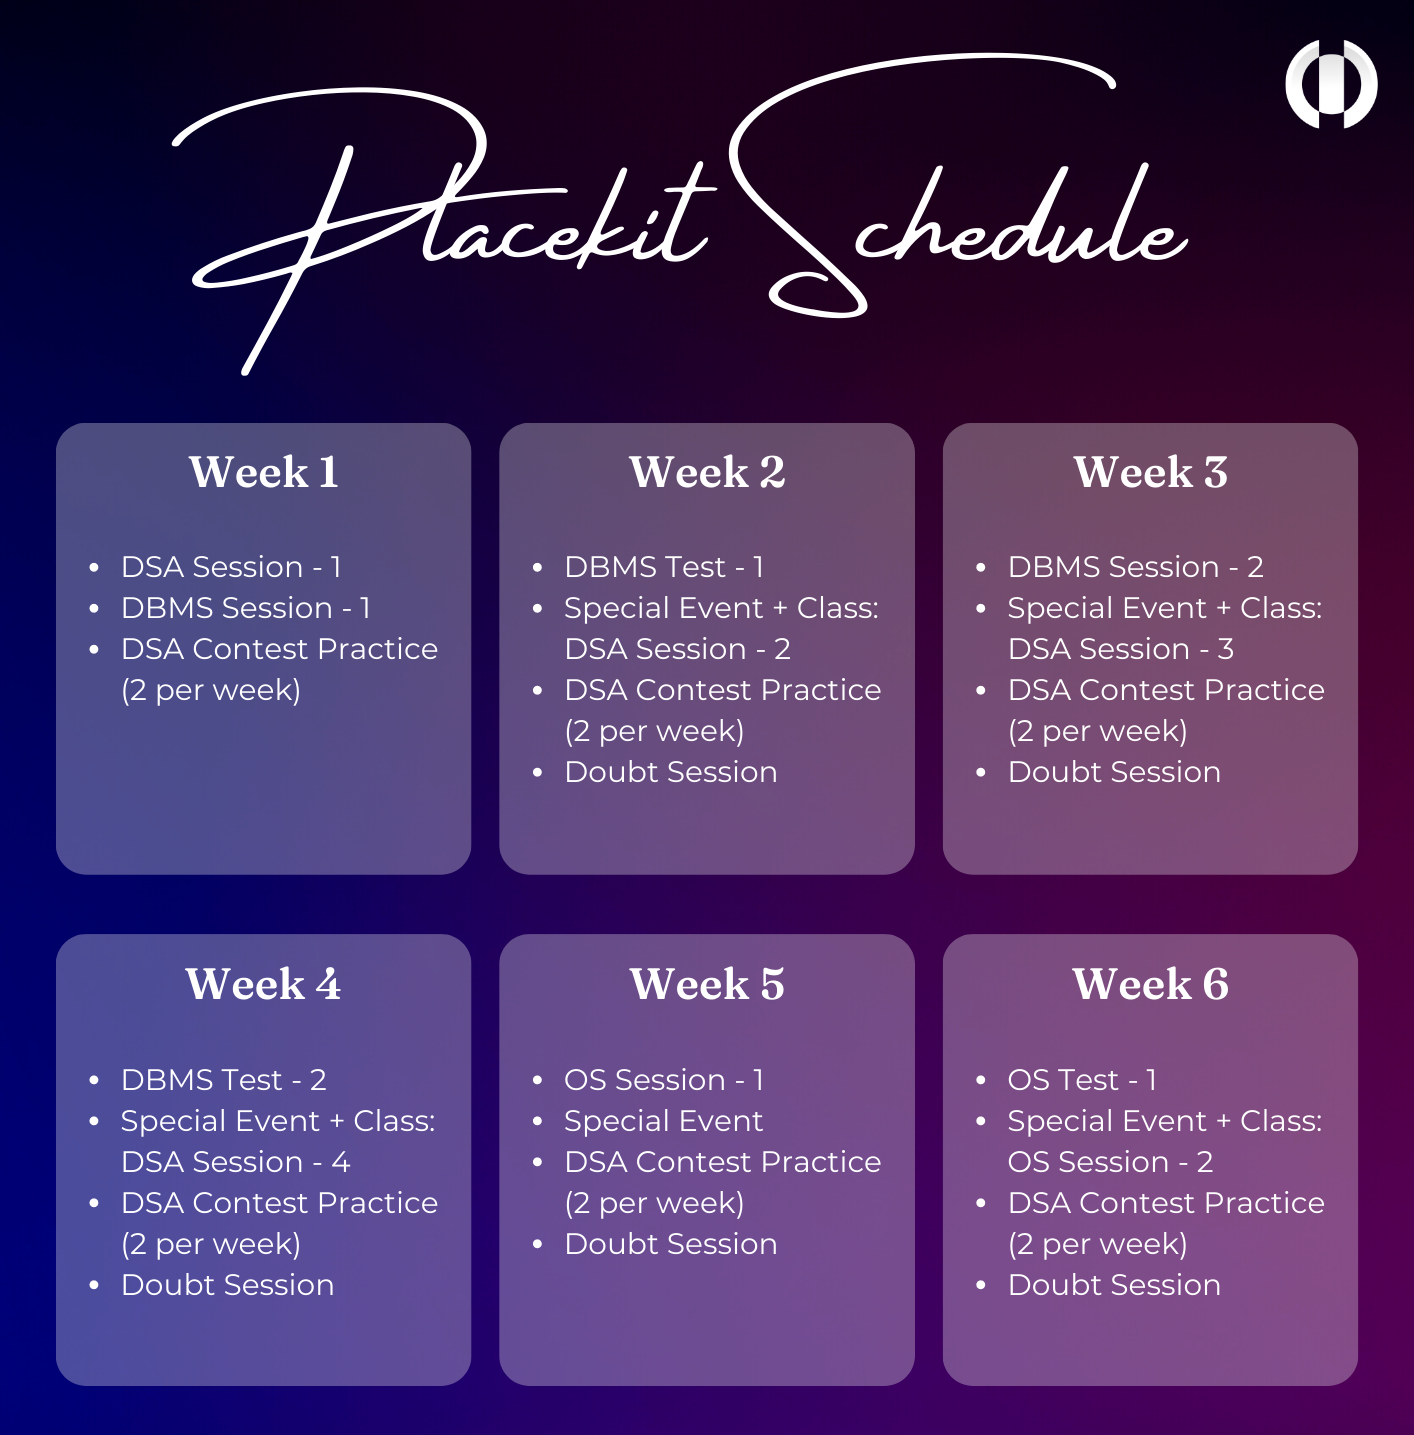 Placekit Schedule
Week 1
• DSA Session - 1
• DBMS Session - 1
• DSA Contest Practice
(2 per week)
Week 2
• DBMS Test - 1
• Special Event + Class:
DSA Session - 2
• DSA Contest Practice
(2 per week)
• Doubt Session
Week 3
• DBMS Session - 2
• Special Event + Class:
DSA Session - 3
• DSA Contest Practice
(2 per week)
• Doubt Session
Week 4
• DBMS Test - 2
• Special Event + Class:
DSA Session - 4
• DSA Contest Practice
(2 per week)
• Doubt Session
Week 5
• OS Session - 1
• Special Event
• DSA Contest Practice
(2 per week)
• Doubt Session
Week 6
• OS Test - 1
• Special Event + Class:
OS Session - 2
• DSA Contest Practice
(2 per week)
• Doubt Session